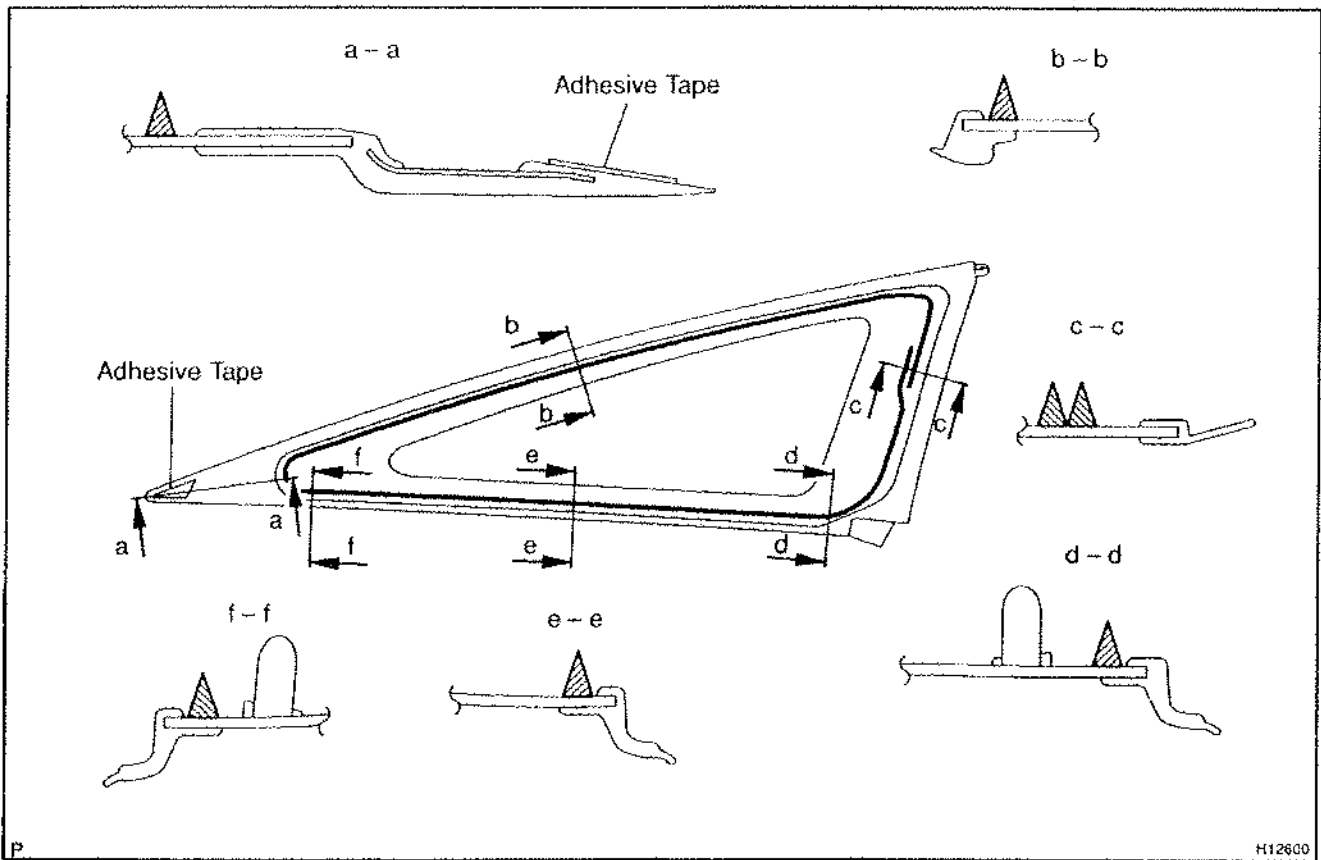 a – a
Adhesive Tape
b – b
b
b
Adhesive Tape
c – c
c
c
f
e
d
a
a
f
e
d
d – d
f – f
e – e
P
H12600